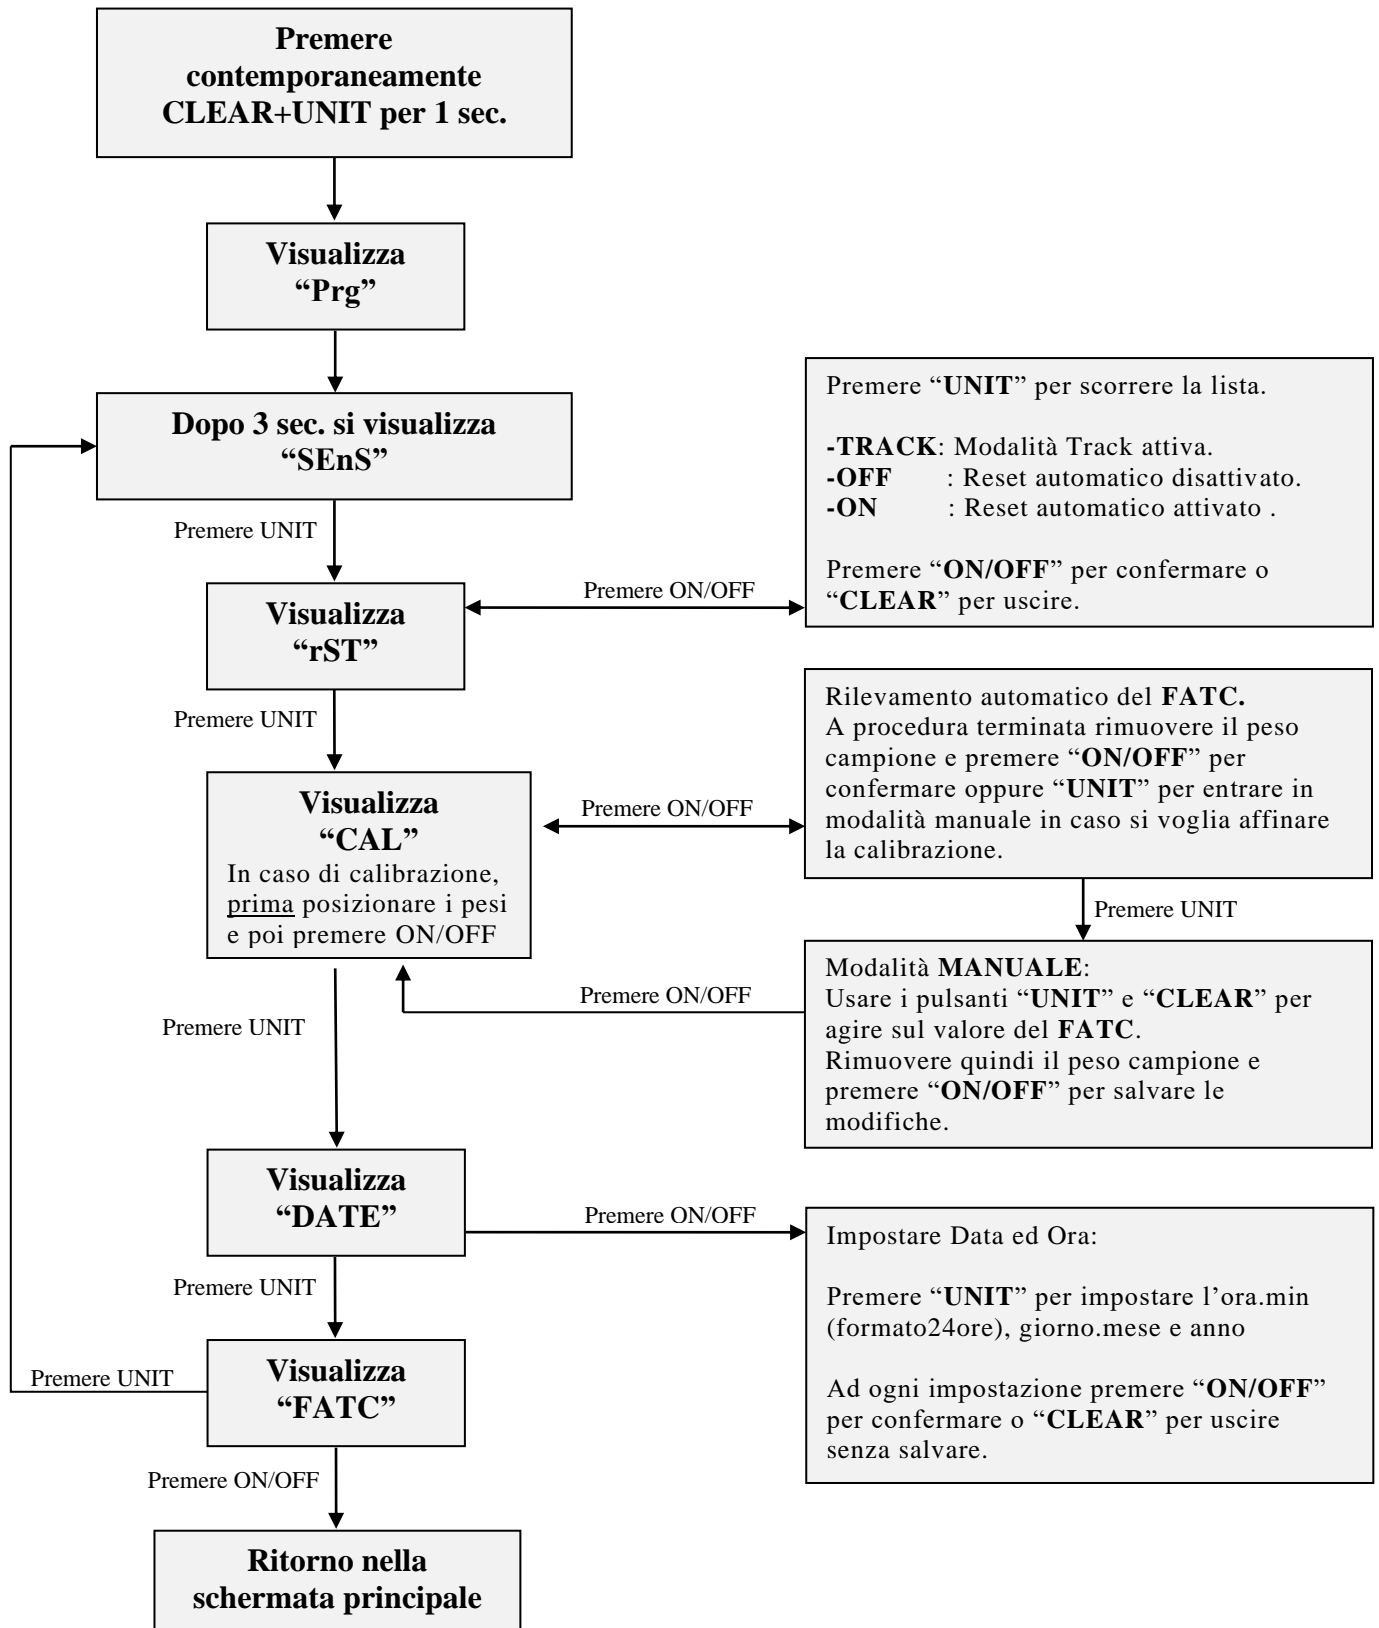 Premere
contemporaneamente
CLEAR+UNIT per 1 sec.
Visualizza
“Prg”
Dopo 3 sec. si visualizza
“SEnS”
Premere “UNIT” per scorrere la lista.
-TRACK: Modalità Track attiva.
-OFF : Reset automatico disattivato.
-ON : Reset automatico attivato .
Premere “ON/OFF” per confermare o
“CLEAR” per uscire.
Premere UNIT
Visualizza
“rST”
Premere ON/OFF
Premere UNIT
Visualizza
“CAL”
In caso di calibrazione,
prima posizionare i pesi
e poi premere ON/OFF
Premere ON/OFF
Rilevamento automatico del FATC.
A procedura terminata rimuovere il peso
campione e premere “ON/OFF” per
confermare oppure “UNIT” per entrare in
modalità manuale in caso si voglia affinare
la calibrazione.
Premere UNIT
Modalità MANUALE:
Usare i pulsanti “UNIT” e “CLEAR” per
agire sul valore del FATC.
Rimuovere quindi il peso campione e
premere “ON/OFF” per salvare le
modifiche.
Premere ON/OFF
Premere UNIT
Visualizza
“DATE”
Premere ON/OFF
Impostare Data ed Ora:
Premere “UNIT” per impostare l’ora.min
(formato24ore), giorno.mese e anno
Ad ogni impostazione premere “ON/OFF”
per confermare o “CLEAR” per uscire
senza salvare.
Premere UNIT
Visualizza
“FATC”
Premere UNIT
Premere ON/OFF
Ritorno nella
schermata principale